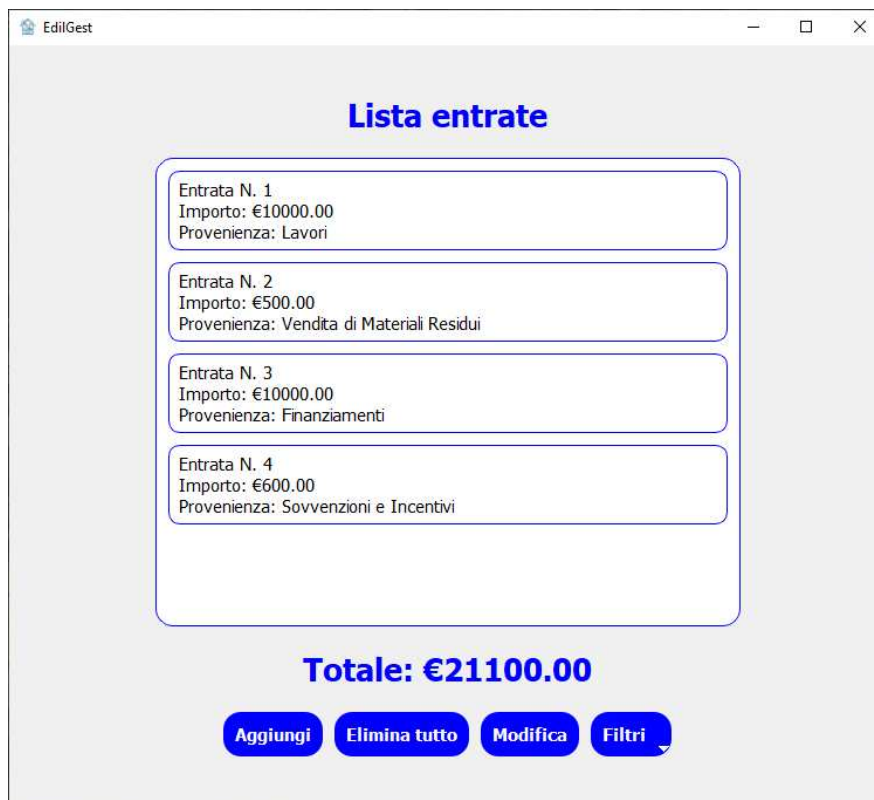 EdilGest
Lista entrate
Entrata N. 1
Importo: €10000.00
Provenienza: Lavori
Entrata N. 2
Importo: €500.00
Provenienza: Vendita di Materiali Residui
Entrata N. 3
Importo: €10000.00
Provenienza: Finanziamenti
Entrata N. 4
Importo: €600.00
Provenienza: Sovvenzioni e Incentivi
Totale: €21100.00
Aggiungi Elimina tutto Modifica Filtri